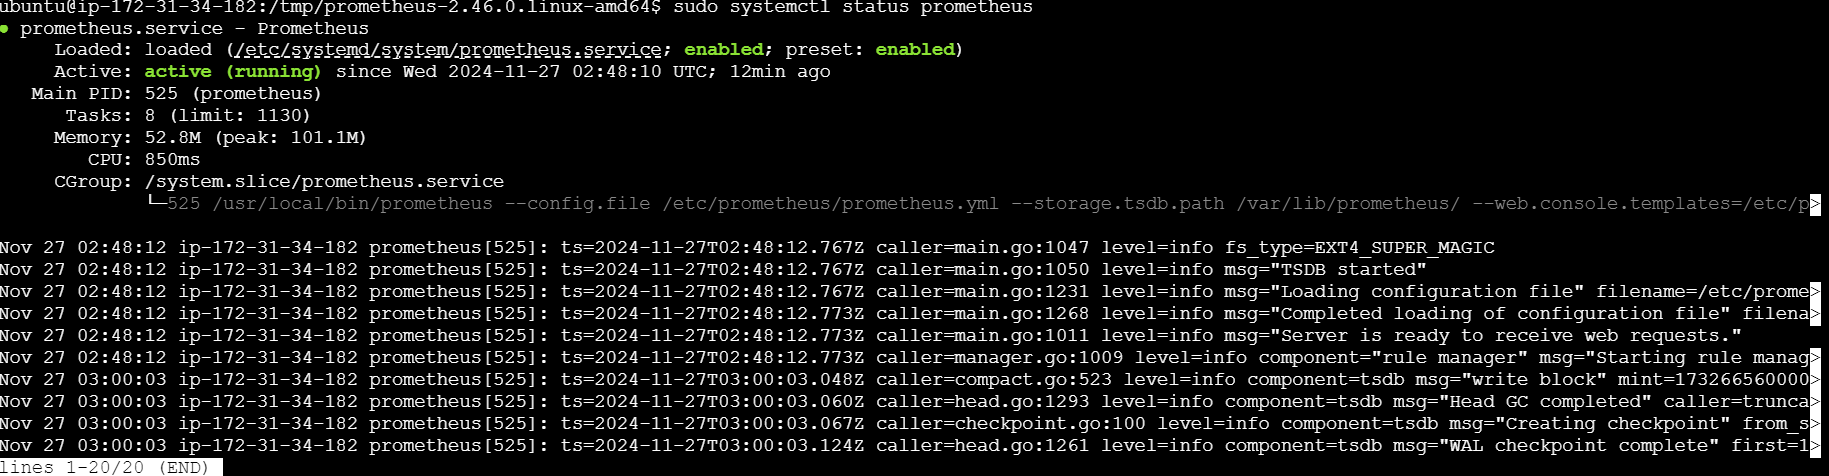 ubuntu@ip-172-31-34-182:/tmp/prometheus-2.46.0.linux-amd64$ sudo systemctl status prometheus
● prometheus.service - Prometheus
Loaded: loaded (/etc/systemd/system/prometheus.service; enabled; preset: enabled)
Active: active (running) since Wed 2024-11-27 02:48:10 UTC; 12min ago
Main PID: 525 (prometheus)
Tasks: 8 (limit: 1130)
Memory: 52.8M (peak: 101.1M)
CPU: 850ms
CGroup: /system.slice/prometheus.service
└─525 /usr/local/bin/prometheus --config.file /etc/prometheus/prometheus.yml --storage.tsdb.path /var/lib/prometheus/ --web.console.templates=/etc/p>
Nov 27 02:48:12 ip-172-31-34-182 prometheus[525]: ts=2024-11-27T02:48:12.767Z caller=main.go:1047 level=info fs_type=EXT4_SUPER_MAGIC
Nov 27 02:48:12 ip-172-31-34-182 prometheus[525]: ts=2024-11-27T02:48:12.767Z caller=main.go:1050 level=info msg="TSDB started"
Nov 27 02:48:12 ip-172-31-34-182 prometheus[525]: ts=2024-11-27T02:48:12.767Z caller=main.go:1231 level=info msg="Loading configuration file" filename=/etc/prome>
Nov 27 02:48:12 ip-172-31-34-182 prometheus[525]: ts=2024-11-27T02:48:12.773Z caller=main.go:1268 level=info msg="Completed loading of configuration file" filena>
Nov 27 02:48:12 ip-172-31-34-182 prometheus[525]: ts=2024-11-27T02:48:12.773Z caller=main.go:1011 level=info msg="Server is ready to receive web requests."
Nov 27 02:48:12 ip-172-31-34-182 prometheus[525]: ts=2024-11-27T02:48:12.773Z caller=manager.go:1009 level=info component="rule manager" msg="Starting rule manag>
Nov 27 03:00:03 ip-172-31-34-182 prometheus[525]: ts=2024-11-27T03:00:03.048Z caller=compact.go:523 level=info component=tsdb msg="write block" mint=173266560000>
Nov 27 03:00:03 ip-172-31-34-182 prometheus[525]: ts=2024-11-27T03:00:03.060Z caller=head.go:1293 level=info component=tsdb msg="Head GC completed" caller=trunca>
Nov 27 03:00:03 ip-172-31-34-182 prometheus[525]: ts=2024-11-27T03:00:03.067Z caller=checkpoint.go:100 level=info component=tsdb msg="Creating checkpoint" from_s>
Nov 27 03:00:03 ip-172-31-34-182 prometheus[525]: ts=2024-11-27T03:00:03.124Z caller=head.go:1261 level=info component=tsdb msg="WAL checkpoint complete" first=1>
lines 1-20/20 (END)